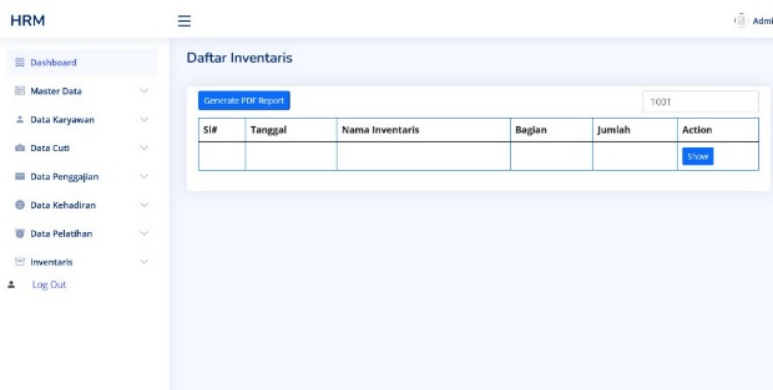 HRM
Admi
Dashboard
Master Data
Data Karyawan
Data Cuti
Data Penggajian
Data Kehadiran
Data Pelatihan
Inventaris
Log Out
Daftar Inventaris
Generate PDF Report
1001
Sl# Tanggal Nama Inventaris Bagian Jumlah Action
Show